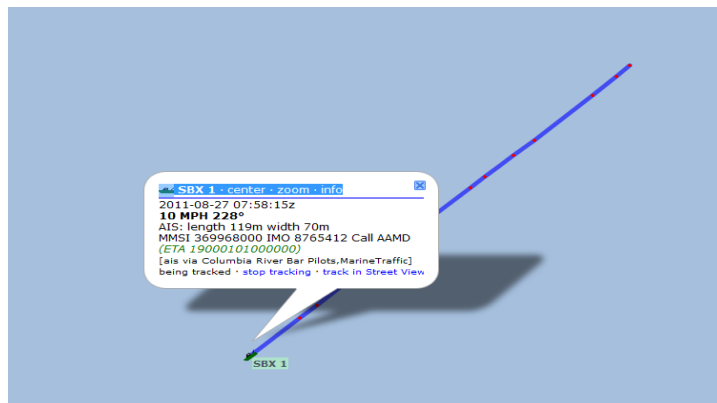 SBX 1 · center · zoom · info
2011-08-27 07:58:15z
10 MPH 228°
AIS: length 119m width 70m
MMSI 369968000 IMO 8765412 Call AAMD
(ETA 19000101000000)
[ais via Columbia River Bar Pilots,MarineTraffic]
being tracked · stop tracking · track in Street View
SBX 1